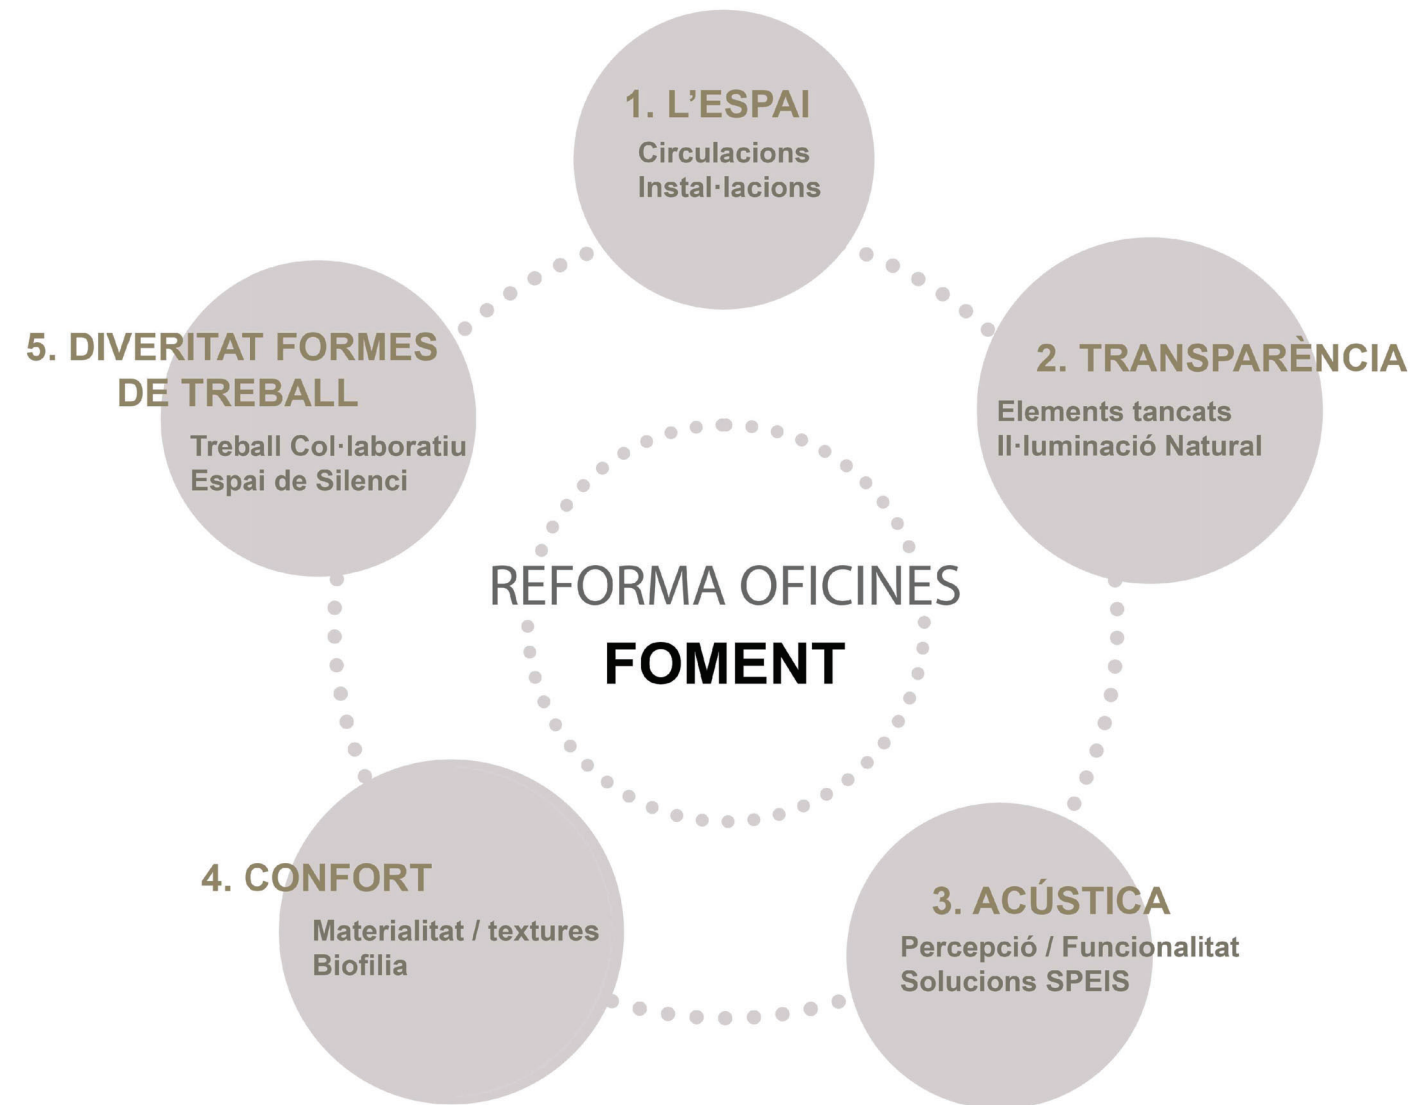 1. L'ESPAI
Circulacions
Instal·lacions
2. TRANSPARÈNCIA
Elements tancats
Il·luminació Natural
3. ACÚSTICA
Percepció / Funcionalitat
Solucions SPEIS
4. CONFORT
Materialitat / textures
Biofilia
5. DIVERITAT FORMES
DE TREBALL
Treball Col·laboratiu
Espai de Silenci
REFORMA OFICINES
FOMENT